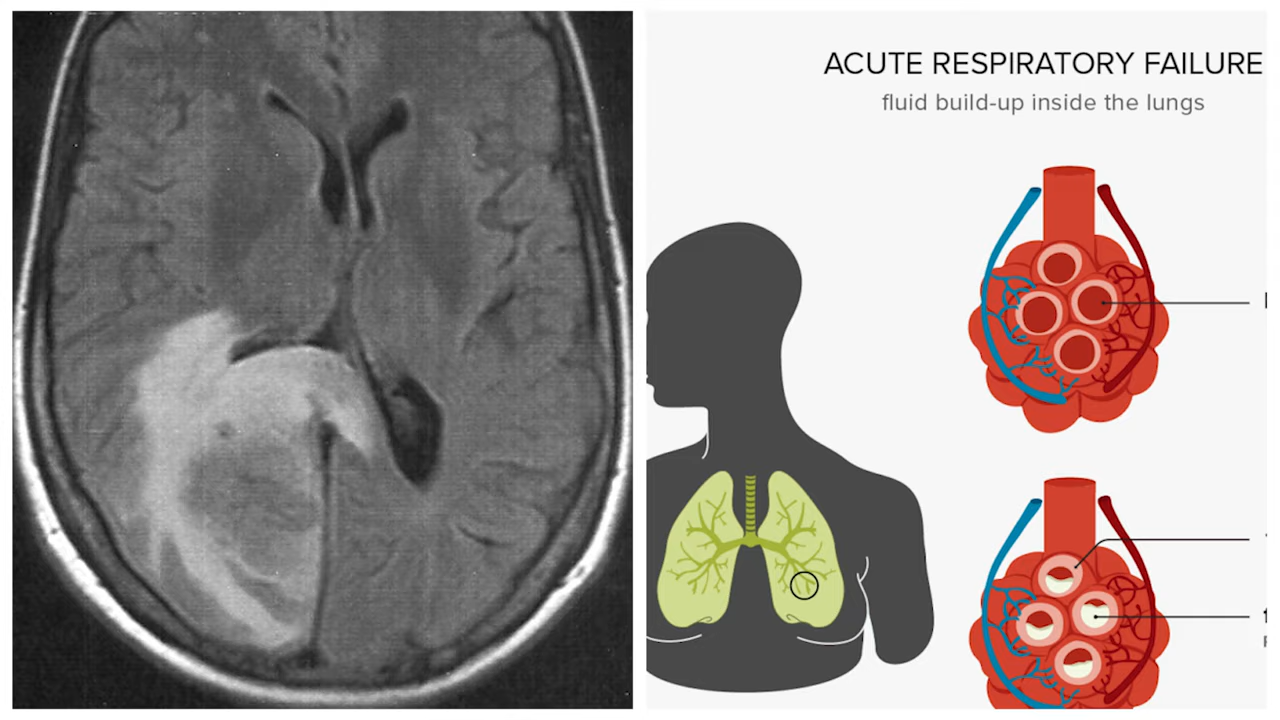 ACUTE RESPIRATORY FAILURE
fluid build-up inside the lungs